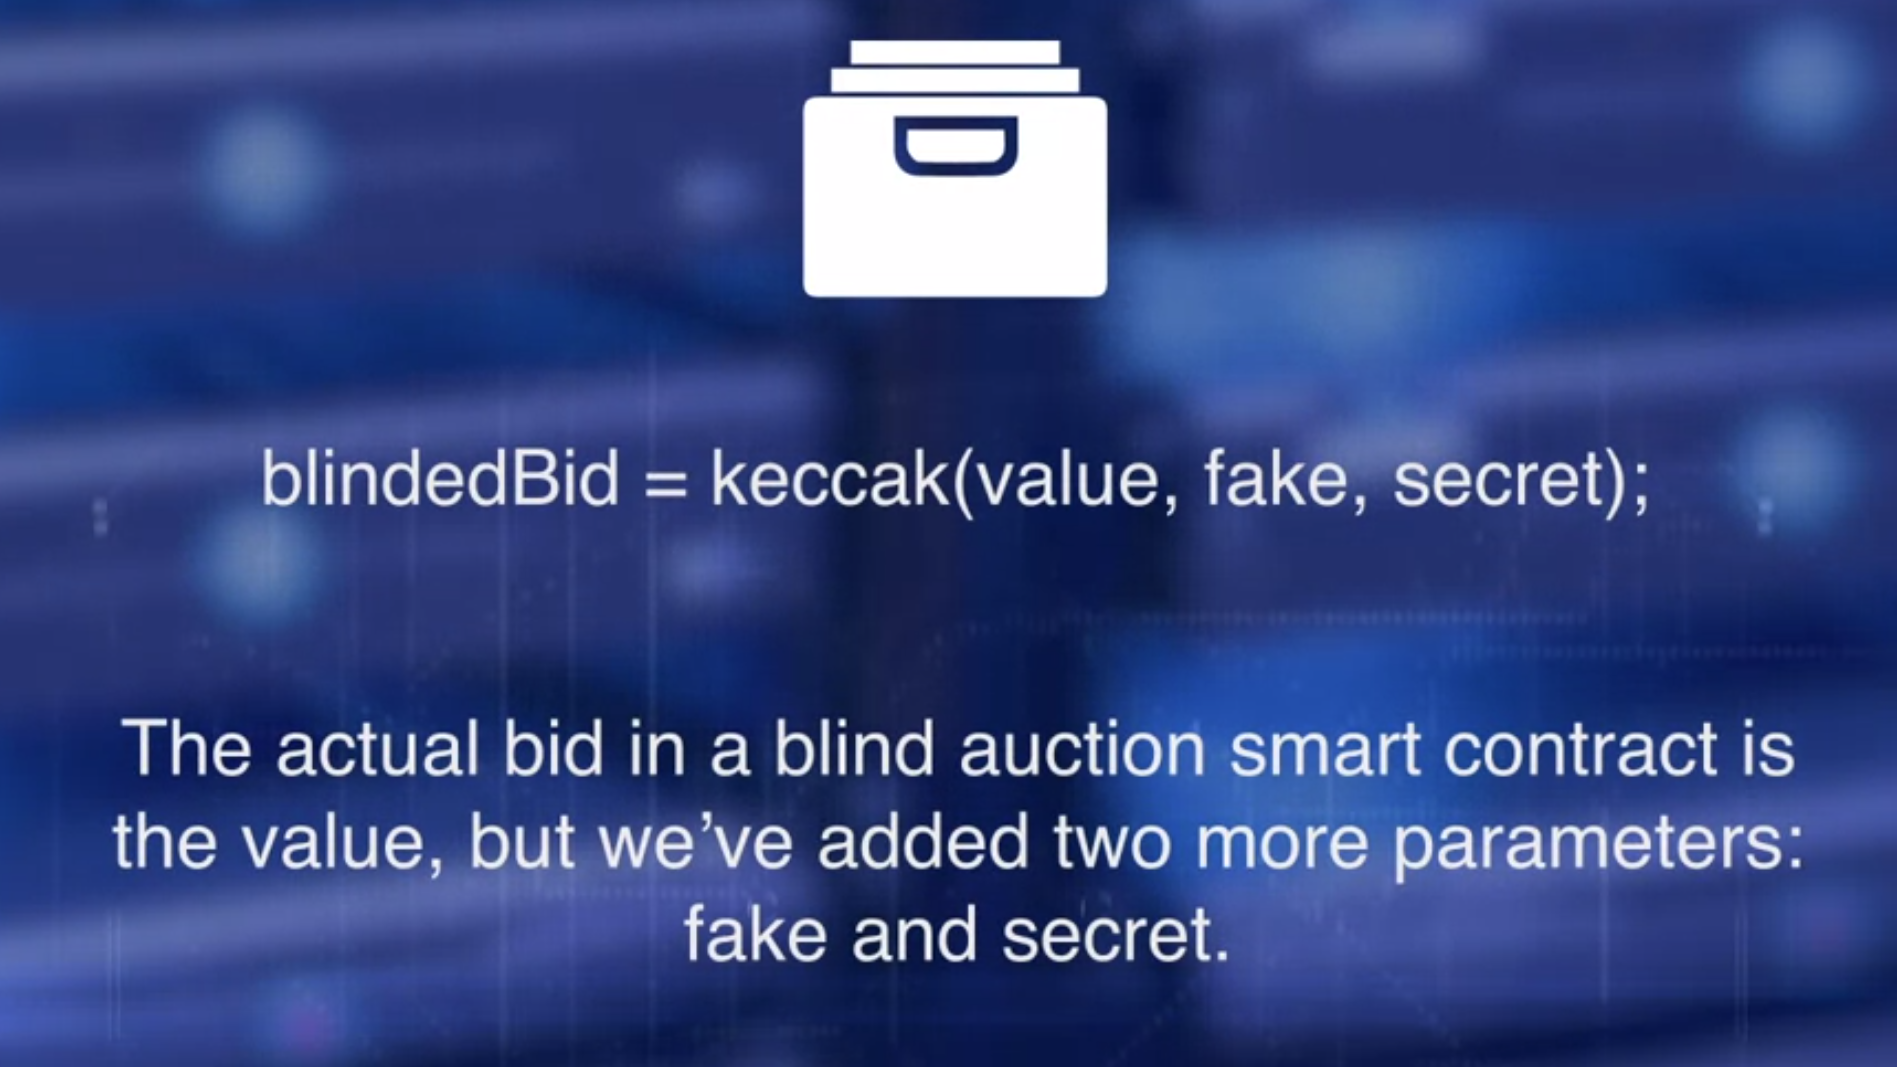 blindedBid = keccak(value, fake, secret);
The actual bid in a blind auction smart contract is
the value, but we’ve added two more parameters:
fake and secret.